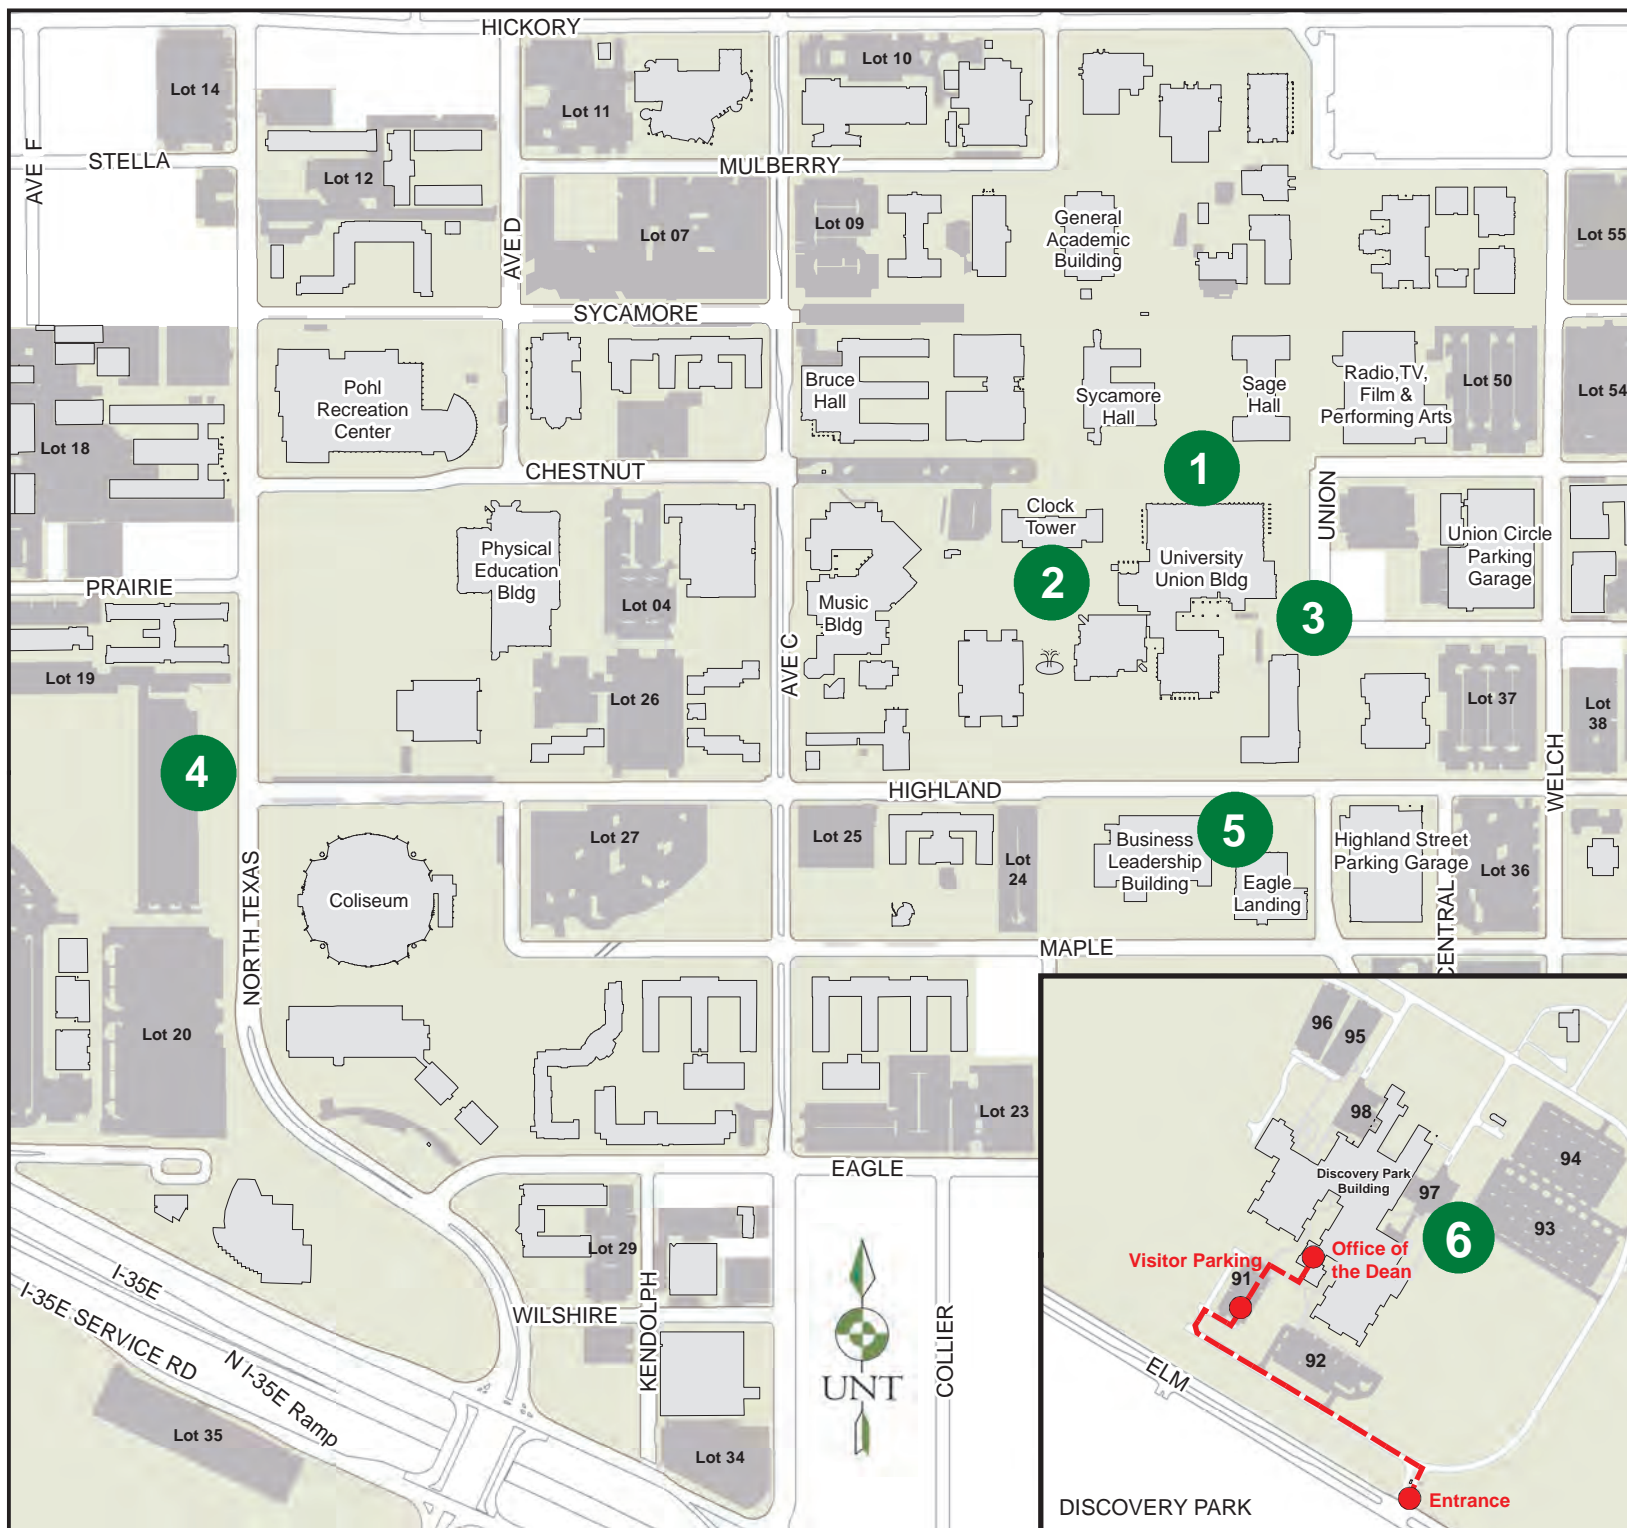 HICKORY
Lot 14
Lot 11
Lot 10
AVE F
STELLA
MULBERRY
Lot 12
AVE D
Lot 07
Lot 09
General
Academic
Building
Lot 55
SYCAMORE
Pohl
Recreation
Center
Bruce
Hall
Sycamore
Hall
Sage
Hall
Radio,TV,
Film &
Performing Arts
Lot 50
Lot 54
Lot 18
CHESTNUT
1
UNION
Clock
Tower
Physical
Education
Bldg
University
Union Bldg
Union Circle
Parking
Garage
2
PRAIRIE
Lot 04
Music
Bldg
3
AVE C
Lot 19
Lot 26
Lot 37
Lot
38
4
WELCH
HIGHLAND
Lot 27
Lot 25
Lot
24
Business
Leadership
Building
5
Eagle
Landing
Highland Street
Parking Garage
Lot 36
Coliseum
NORTH TEXAS
MAPLE
CENTRAL
Lot 20
Lot 23
EAGLE
Lot 29
KENDOLPH
WILSHIRE
COLLIER
UNT
I-35E
I-35E SERVICE RD
N I-35E Ramp
Lot 35
Lot 34
96
95
98
94
Discovery Park
Building
97
93
6
Visitor Parking
91
Office of
the Dean
92
ELM
Entrance
DISCOVERY PARK